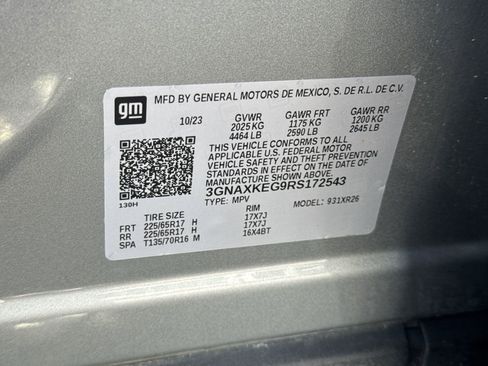 gm
MFD BY GENERAL MOTORS DE MEXICO, S. DE R.L. DE C.V.
10/23 GVWR GAWR FRT GAWR RR
2025 KG 1175 KG 1200 KG
4464 LB 2590 LB 2645 LB
THIS VEHICLE CONFORMS TO ALL
APPLICABLE U.S. FEDERAL MOTOR
VEHICLE SAFETY, BUMPER, AND
THEFT PREVENTION STANDARDS IN
EFFECT ON THE DATE OF
MANUFACTURE SHOWN ABOVE.
3GNAXKEG9RS172543
130H TYPE: MPV MODEL: 931XR26
TIRE SIZE RIM
FRT 225/65R17 H 17X7J
RR 225/65R17 H 17X7J
SPA T135/70R16 M 16X4BT